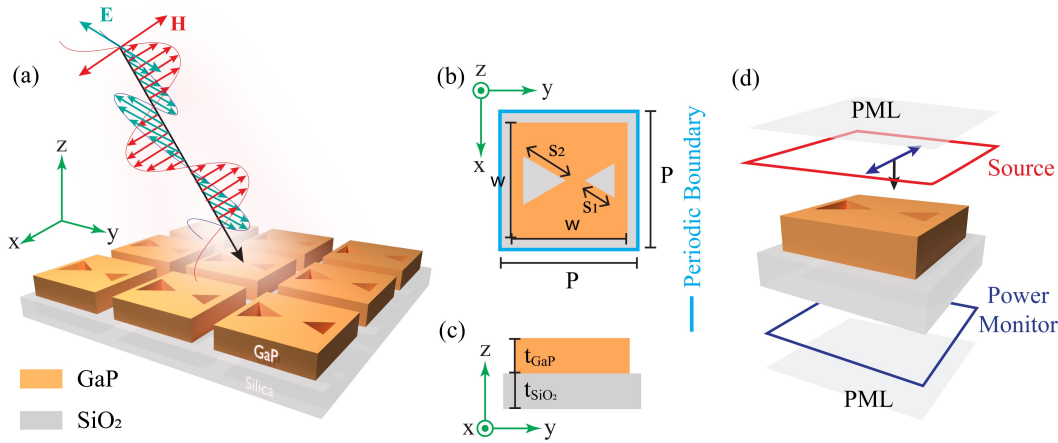 (a)
E
H
z
x
y
GaP
Silica
GaP
SiO₂
(b)
z
y
x
w
S₂
S₁
w
P
P
Periodic Boundary
(c)
z
x
y
t_GaP
t_SiO₂
(d)
PML
Source
Power
Monitor
PML